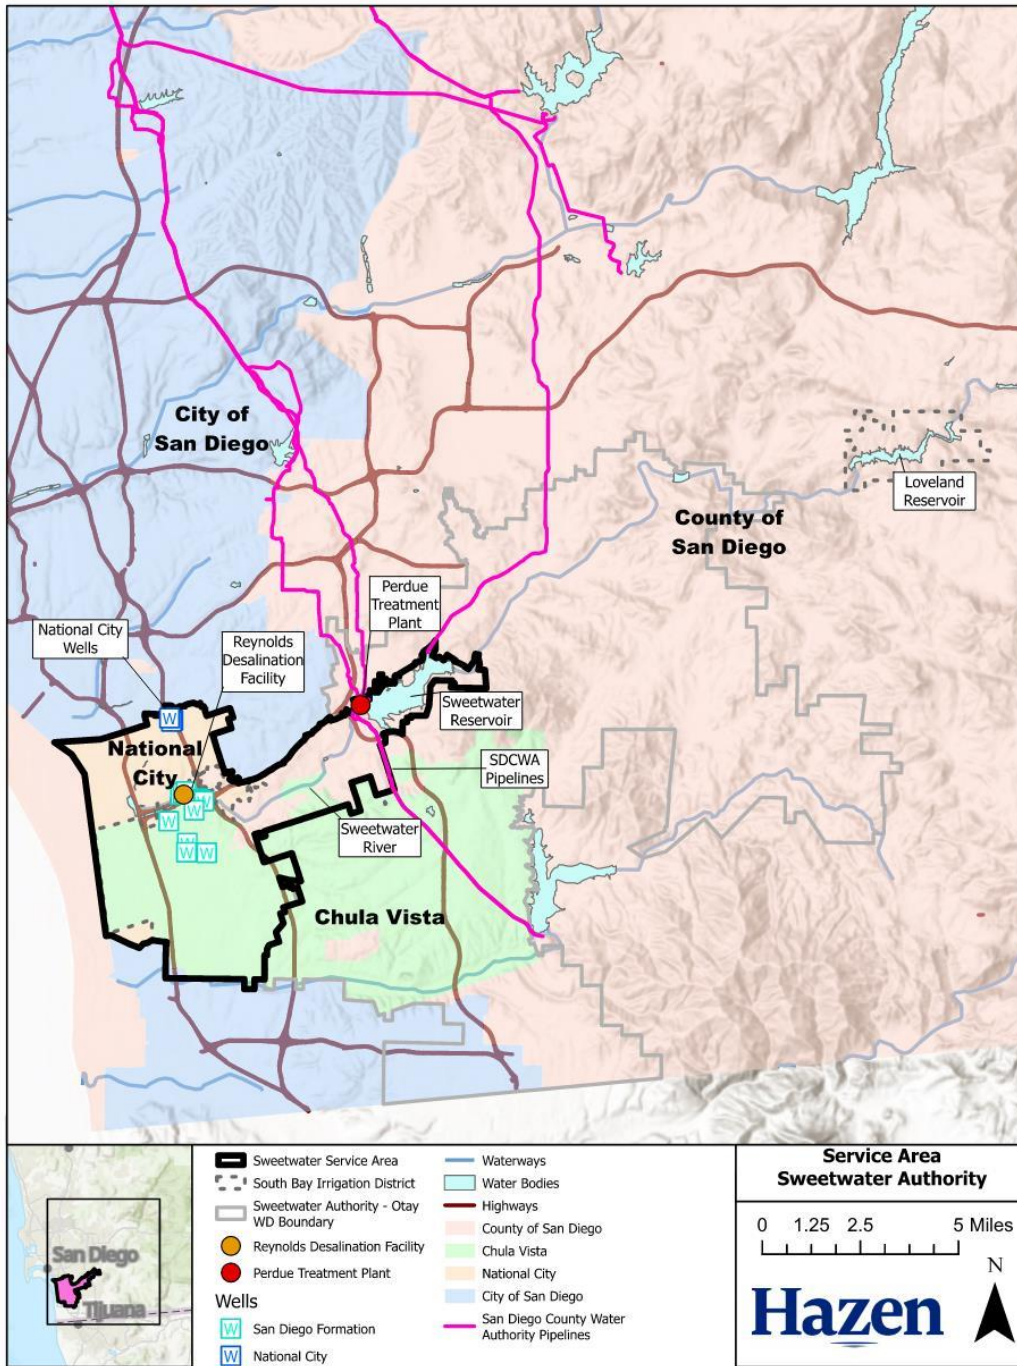 City of
San Diego
Loveland
Reservoir
County of
San Diego
Perdue
Treatment
Plant
National City
Wells
Reynolds
Desalination
Facility
Sweetwater
Reservoir
W
National
City
SDCWA
Pipelines
W
W
W
W
W
W
Sweetwater
River
Chula Vista
San Diego
Tijuana
Sweetwater Service Area
South Bay Irrigation District
Sweetwater Authority - Otay
WD Boundary
Reynolds Desalination Facility
Perdue Treatment Plant
Wells
W San Diego Formation
W National City
Waterways
Water Bodies
Highways
County of San Diego
Chula Vista
National City
City of San Diego
San Diego County Water
Authority Pipelines
Service Area
Sweetwater Authority
0 1.25 2.5 5 Miles
N
Hazen